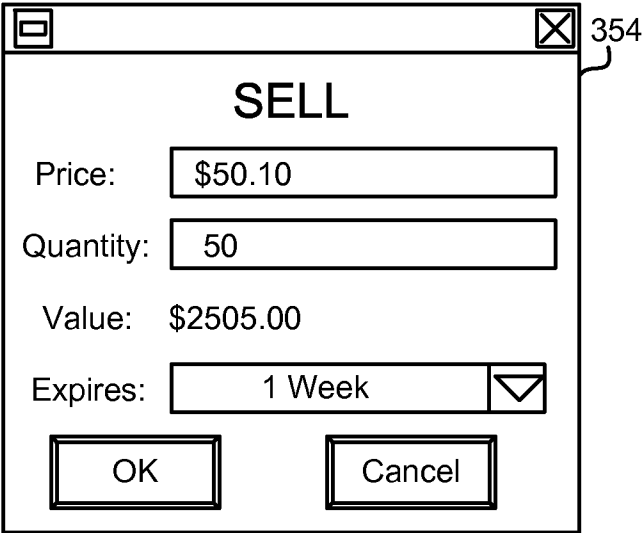 354
SELL
Price: $50.10
Quantity: 50
Value: $2505.00
Expires: 1 Week
OK Cancel